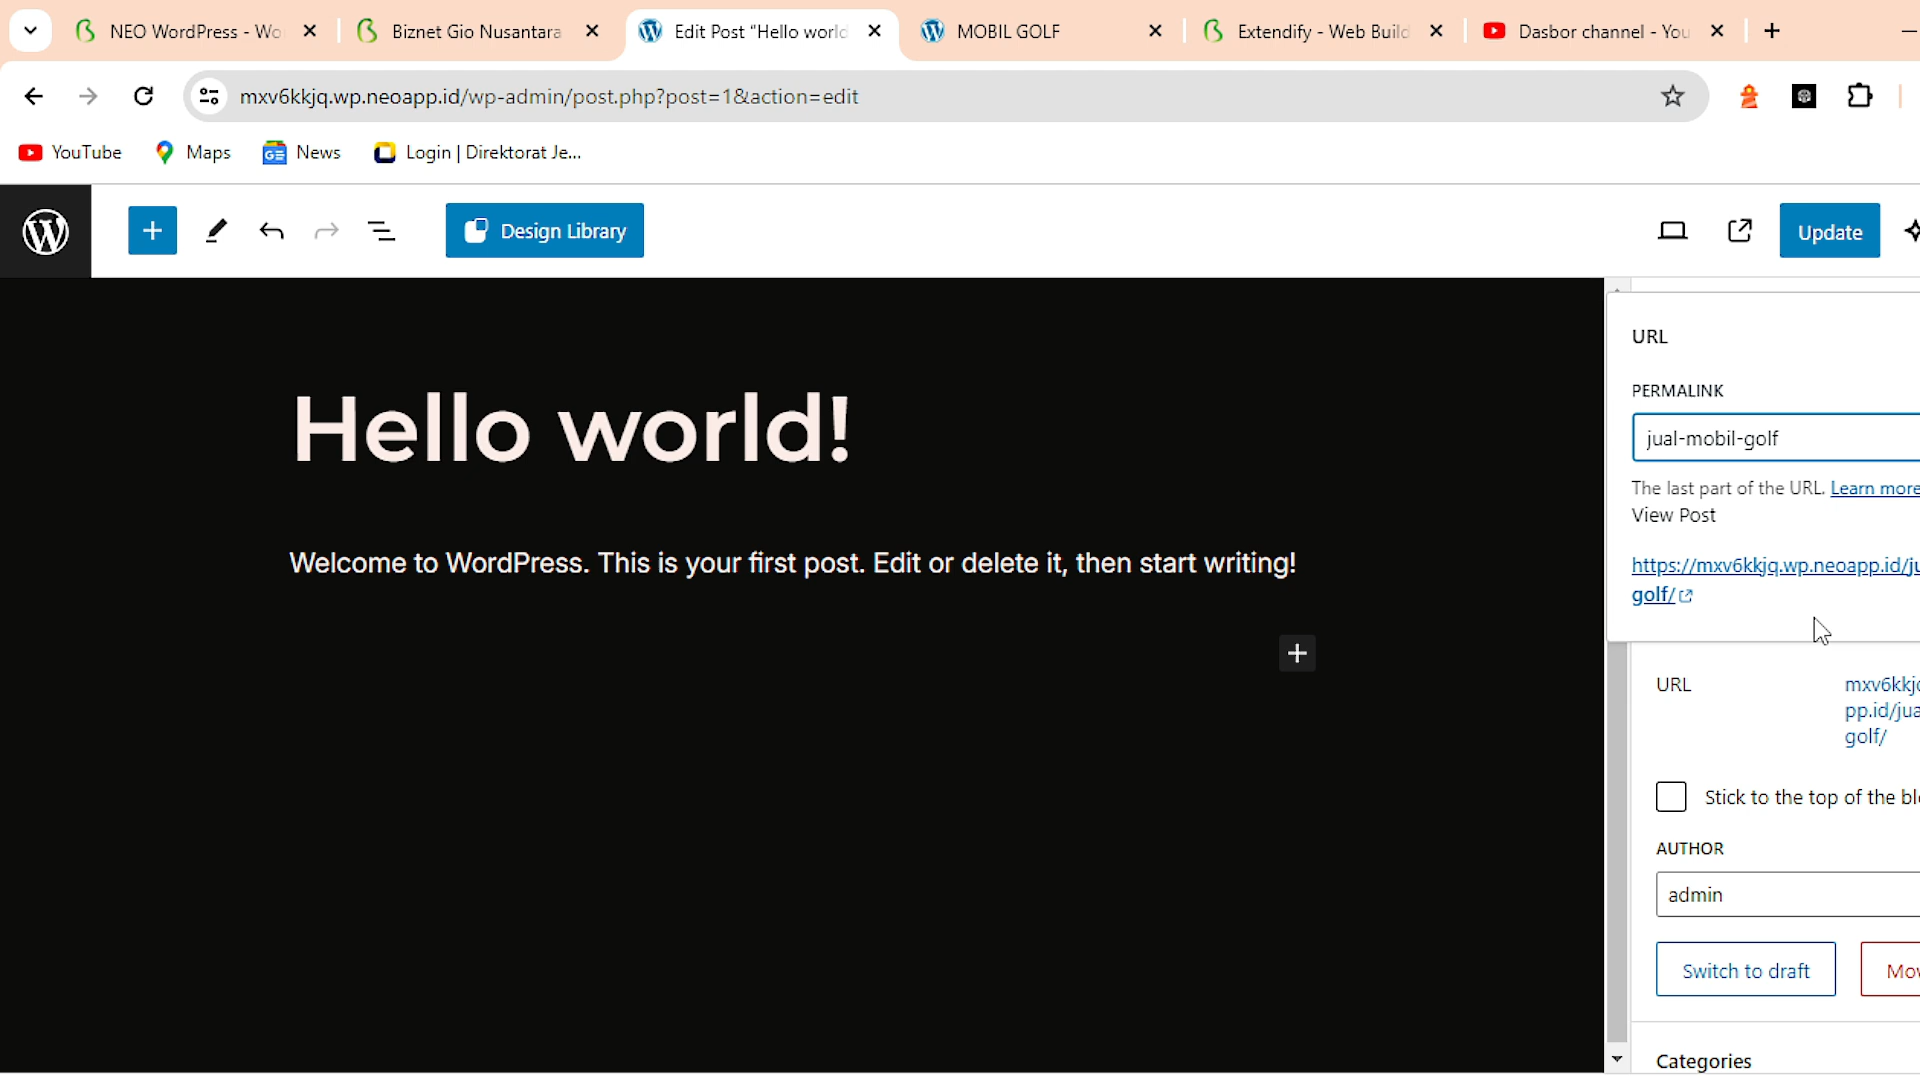 NEO WordPress - Wo
Biznet Gio Nusantara
Edit Post “Hello world
MOBIL GOLF
Extendify - Web Build
Dasbor channel - You
mxv6kkjq.wp.neoapp.id/wp-admin/post.php?post=1&action=edit
YouTube
Maps
News
Login | Direktorat Je...
Design Library
Update
Hello world!
Welcome to WordPress. This is your first post. Edit or delete it, then start writing!
URL
PERMALINK
jual-mobil-golf
The last part of the URL. Learn more
View Post
https://mxv6kkjq.wp.neoapp.id/ju
golf/
URL
mxv6kkjq
pp.id/jua
golf/
Stick to the top of the blo
AUTHOR
admin
Switch to draft
Mov
Categories